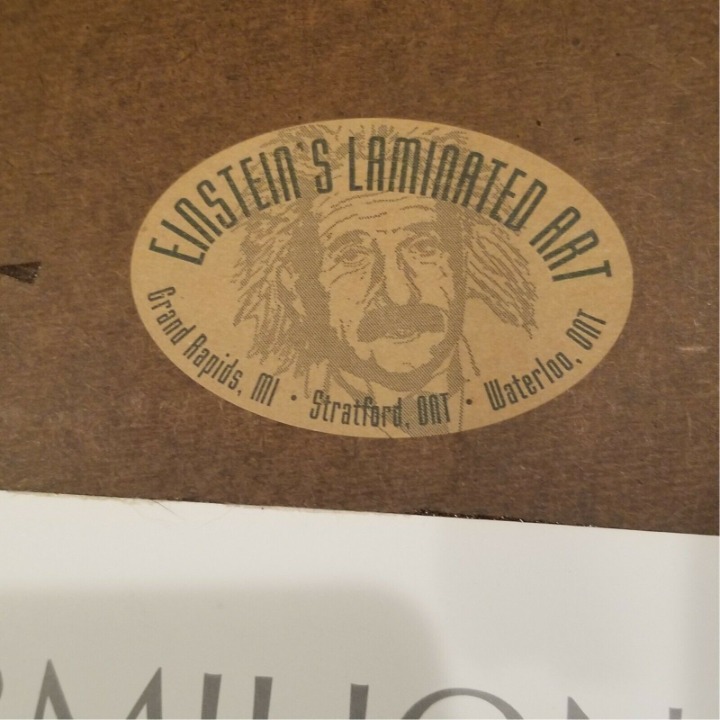 EINSTEIN'S LAMINATED ART
Grand Rapids, MI · Stratford, ONT · Waterloo, ONT